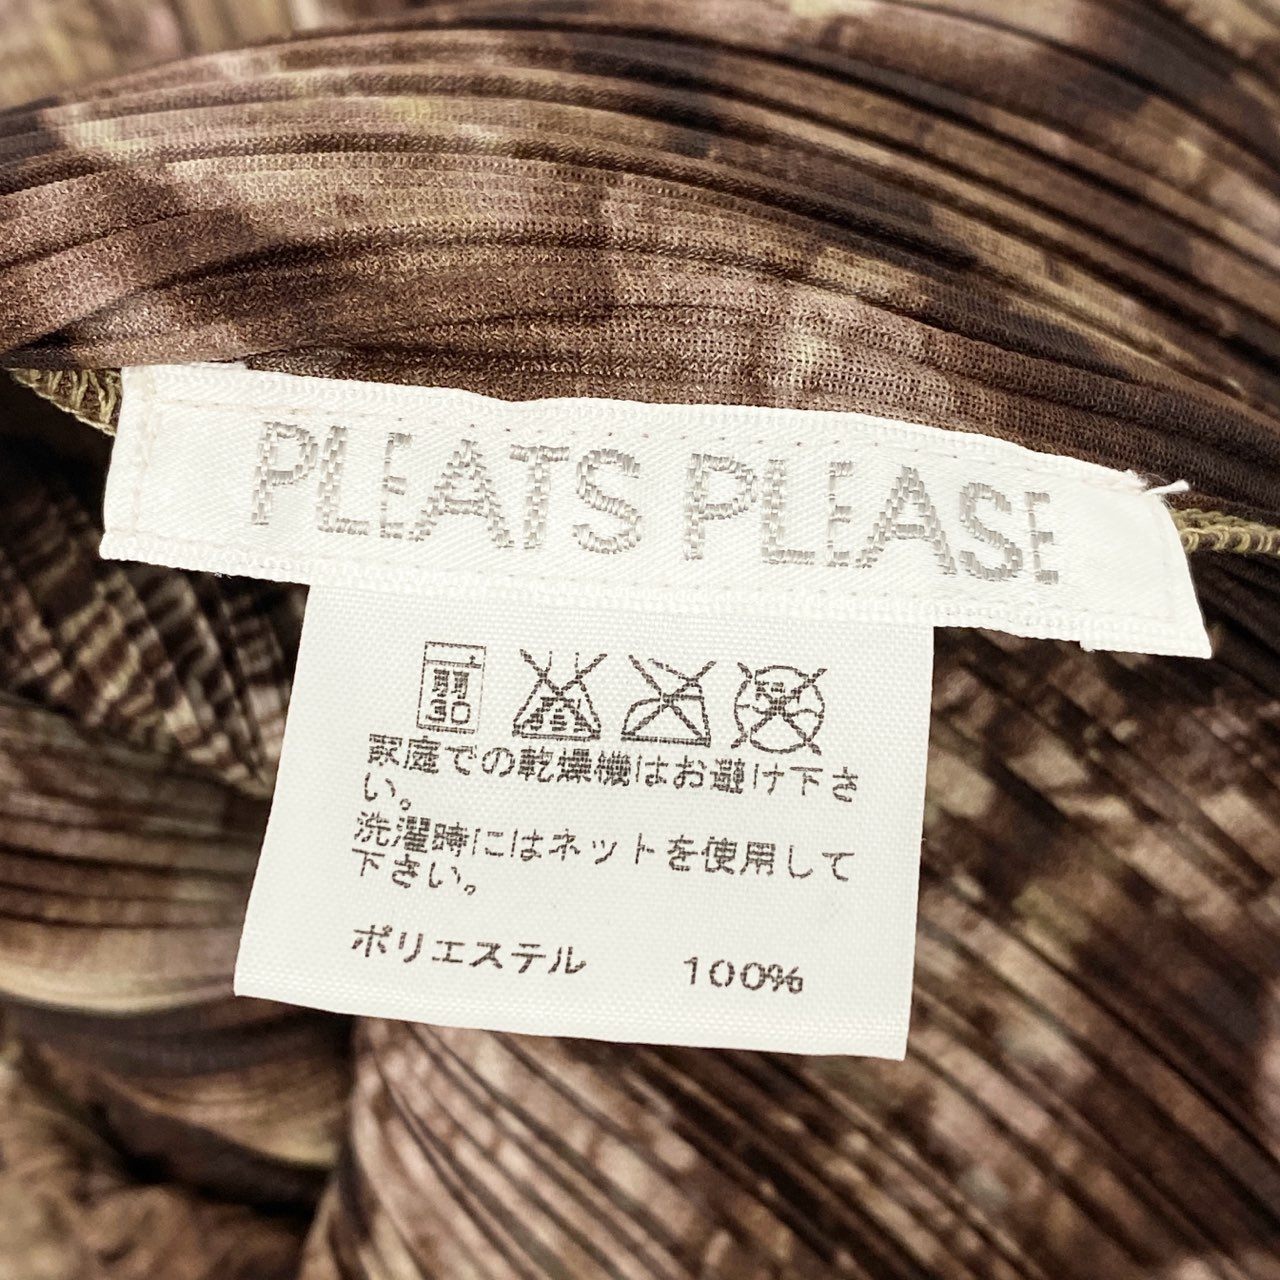 PLEATS PLEASE
弱
30
家庭での乾燥機はお避け下さ
い。
洗濯時にはネットを使用して
下さい。
ポリエステル 100%